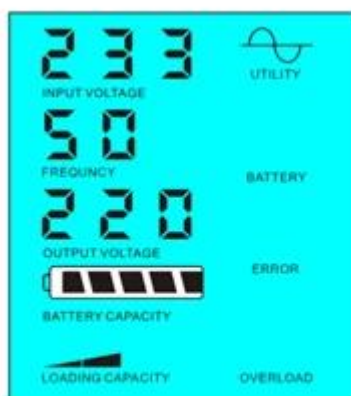 233
INPUT VOLTAGE
UTILITY
50
FREQUNCY
BATTERY
220
OUTPUT VOLTAGE
ERROR
BATTERY CAPACITY
LOADING CAPACITY
OVERLOAD